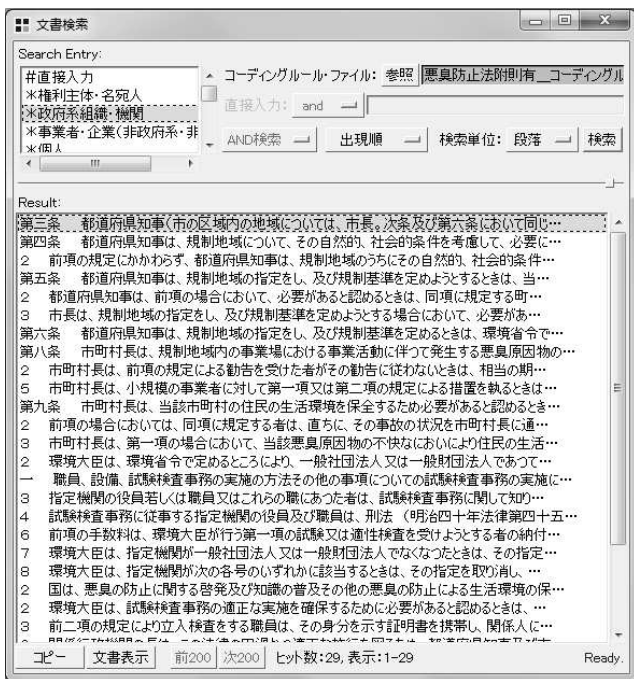 文書検索
Search Entry:
#直接入力
*権利主体・名宛人
*政府系組織・機関
*事業者・企業(非政府系・非
*個人
コーディングルール・ファイル: 参照 悪臭防止法附則有__コーディングル
直接入力: and
AND検索 出現順 検索単位: 段落 検索
Result:
第三条 都道府県知事(市の区域内の地域については、市長。次条及び第六条において同じ…
第四条 都道府県知事は、規制地域について、その自然的、社会的条件を考慮して、必要に…
2 前項の規定にかかわらず、都道府県知事は、規制地域のうちにその自然的、社会的条件…
第五条 都道府県知事は、規制地域の指定をし、及び規制基準を定めようとするときは、当…
2 都道府県知事は、前項の場合において、必要があると認めるときは、同項に規定する町…
3 市長は、規制地域の指定をし、及び規制基準を定めようとする場合において、必要があ…
第六条 都道府県知事は、規制地域の指定をし、及び規制基準を定めるときは、環境省令で…
第八条 市町村長は、規制地域内の事業場における事業活動に伴つて発生する悪臭原因物の…
2 市町村長は、前項の規定による勧告を受けた者がその勧告に従わないときは、相当の期…
5 市町村長は、小規模の事業者に対して第一項又は第二項の規定による措置を執るときは…
第九条 市町村長は、当該市町村の住民の生活環境を保全するため必要があると認めるとき…
2 前項の場合においては、同項に規定する者は、直ちに、その事故の状況を市町村長に通…
3 市町村長は、第一項の場合において、当該悪臭原因物の不快なにおいにより住民の生活…
2 環境大臣は、環境省令で定めるところにより、一般社団法人又は一般財団法人であつて…
一 職員、設備、試験検査事務の実施の方法その他の事項についての試験検査事務の実施に…
3 指定機関の役員若しくは職員又はこれらの職にあつた者は、試験検査事務に関して知り…
4 試験検査事務に従事する指定機関の役員及び職員は、刑法 (明治四十年法律第四十五…
6 前項の手数料は、環境大臣が行う第一項の試験又は適性検査を受けようとする者の納付…
7 環境大臣は、指定機関が一般社団法人又は一般財団法人でなくなつたときは、その指定…
8 環境大臣は、指定機関が次の各号のいずれかに該当するときは、その指定を取り消し、…
2 国は、悪臭の防止に関する啓発及び知識の普及その他の悪臭の防止による生活環境の保…
2 環境大臣は、試験検査事務の適正な実施を確保するために必要があると認めるときは、…
3 前二項の規定により立入検査をする職員は、その身分を示す証明書を携帯し、関係人に…
コピー 文書表示 前200 次200 ヒット数:29, 表示:1-29 Ready.